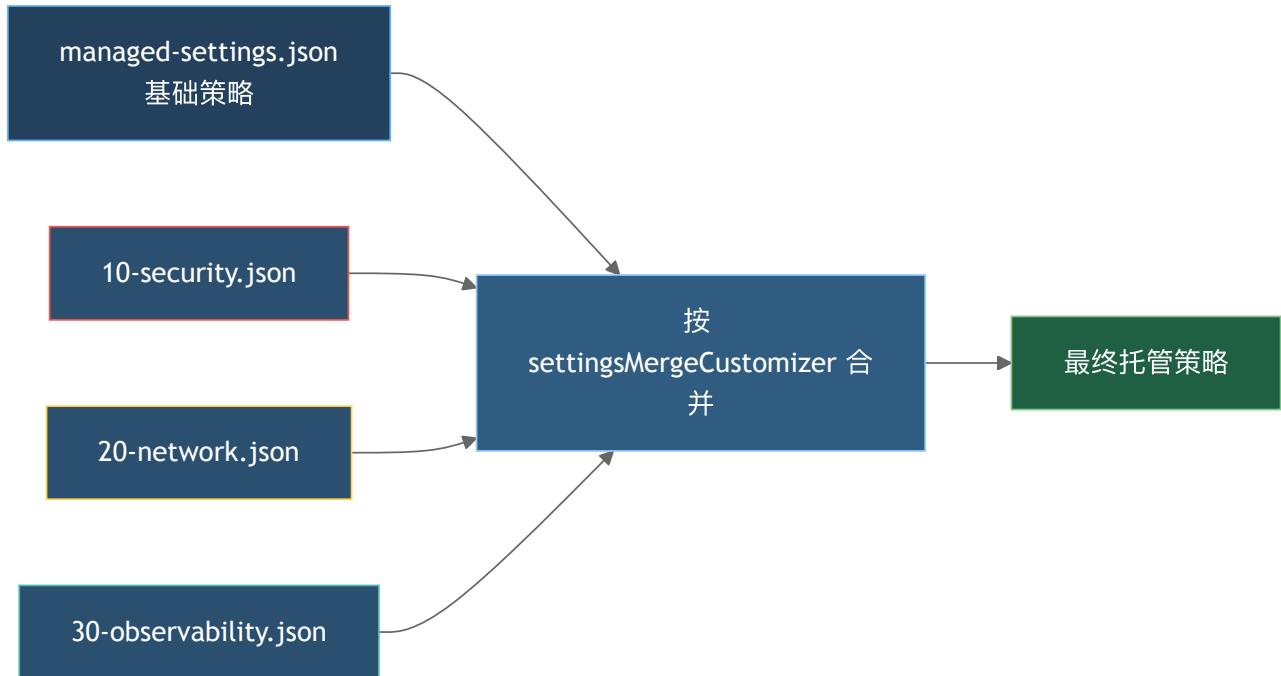 managed-settings.json
基础策略
10-security.json
20-network.json
30-observability.json
按
settingsMergeCustomizer 合
并
最终托管策略